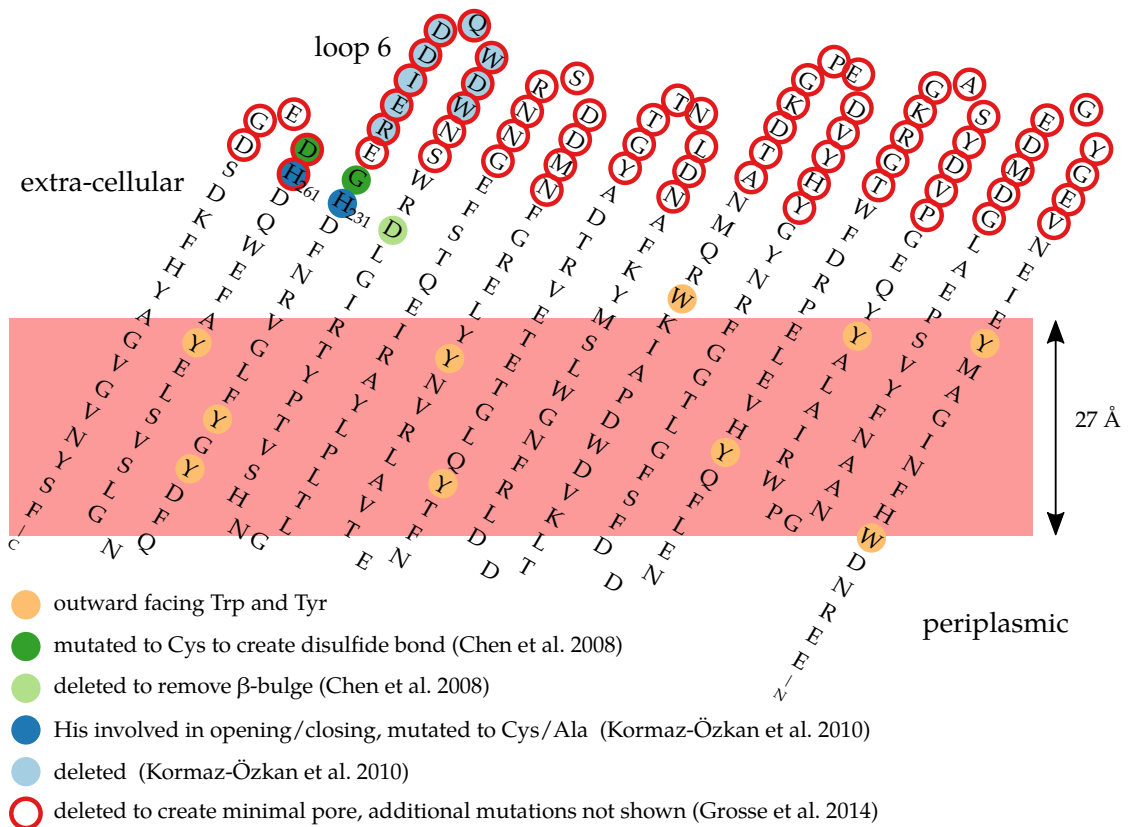 loop 6
extra-cellular
D G E D H261
S D K F H Y A G V G V N Y S F – C
D Q W E F A Y E L S V S L G N
G E R E I D D Q W D W N S
H231 D F N R V G L F Y G Y D F Q
W R D L G I R T Y P T V S H N
G N N R S D D M N
E F S T Q E I R A Y L P L T L G
F G R E L Y Y N V R L A V T E
Y G T T N L D N
A D T R V E T E T G L Q Y T F N
A F K Y M S L W G N F R L D D
A T D K G P E D V Y H Y
N M Q R W K I A P D W D V K L T
G Y N R F G G T L G F S F D D
T G R K G A S Y D V P
W F D R P E L E V H Y Q F L E N
G E Q Y Y A L A I R W P G
G D M D E G Y G E V
L A E P S V Y F N A A N
N E I E Y M A G I N F H W D N R E E – N
27 Å
periplasmic
outward facing Trp and Tyr
mutated to Cys to create disulfide bond (Chen et al. 2008)
deleted to remove β-bulge (Chen et al. 2008)
His involved in opening/closing, mutated to Cys/Ala (Kormaz-Özkan et al. 2010)
deleted (Kormaz-Özkan et al. 2010)
deleted to create minimal pore, additional mutations not shown (Grosse et al. 2014)